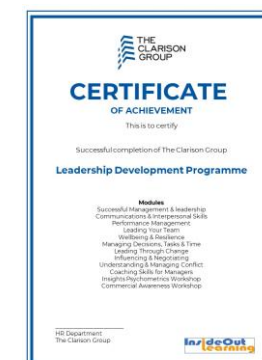 THE
CLARISON
GROUP
CERTIFICATE
OF ACHIEVEMENT
This is to certify
Successful completion of The Clarison Group
Leadership Development Programme
Modules
Successful Management & leadership
Communications & Interpersonal Skills
Performance Management
Leading Your Team
Wellbeing & Resilience
Managing Decisions, Tasks & Time
Leading Through Change
Influencing & Negotiating
Understanding & Managing Conflict
Coaching Skills for Managers
Insights Psychometrics Workshop
Commercial Awareness Workshop
HR Department
The Clarison Group
InsideOut
Learning